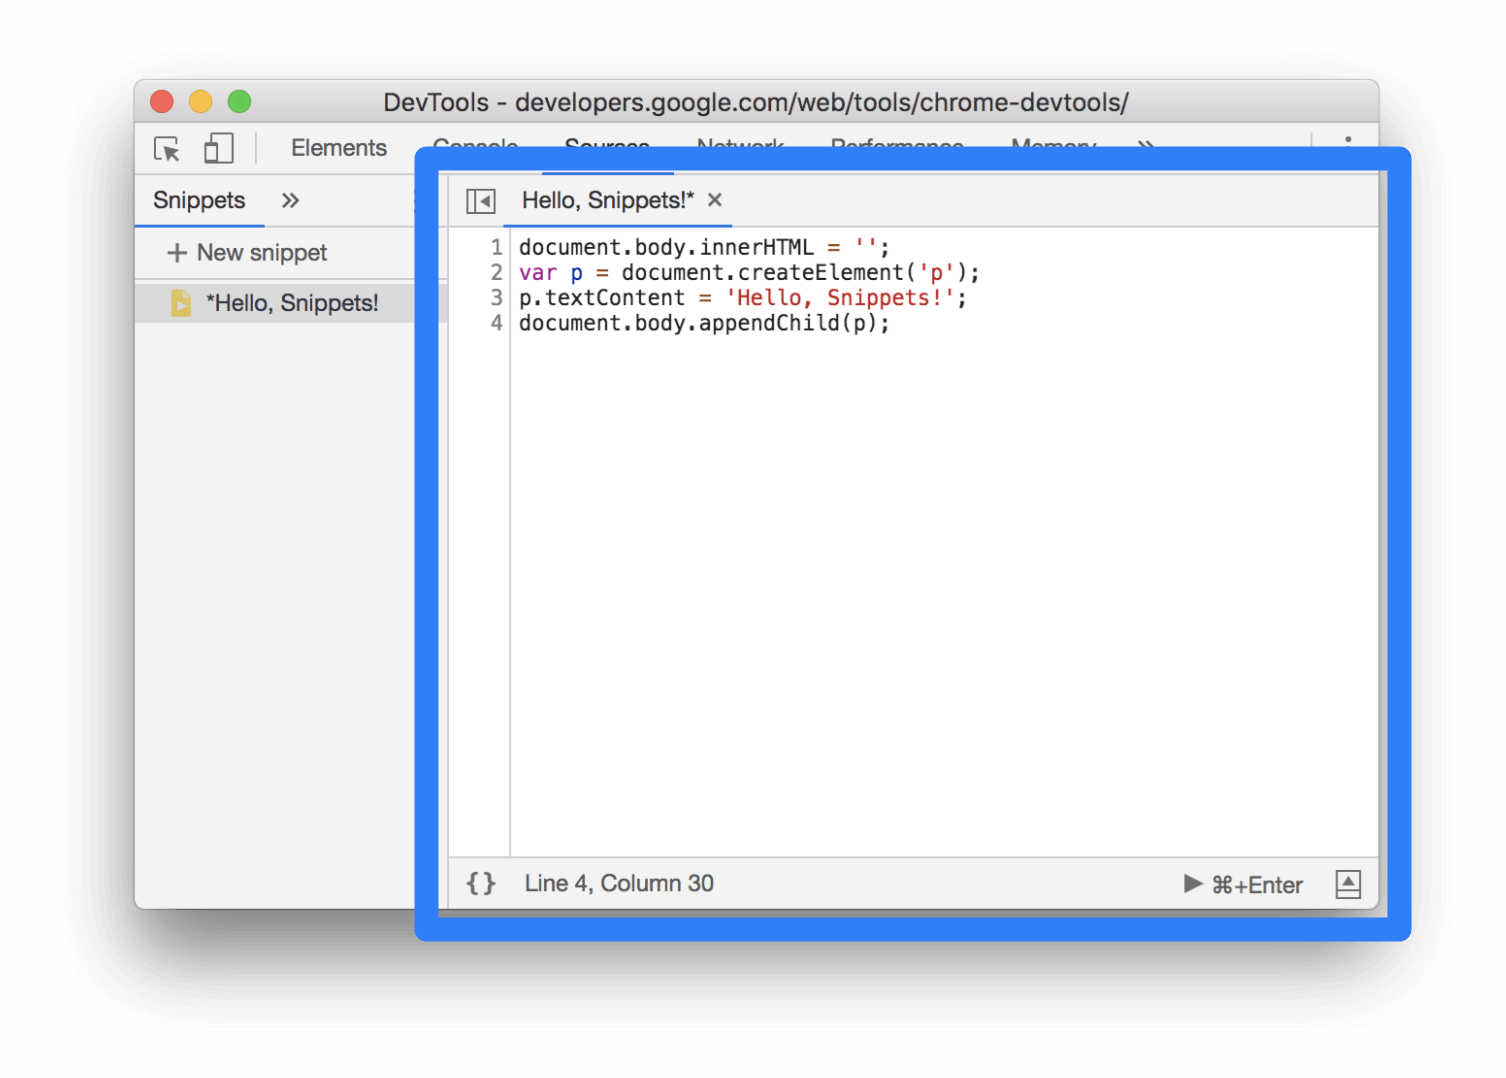 DevTools - developers.google.com/web/tools/chrome-devtools/
Elements Console Sources Network Performance Memory »
Snippets »
Hello, Snippets!* ×
+ New snippet
*Hello, Snippets!
1 document.body.innerHTML = '';
2 var p = document.createElement('p');
3 p.textContent = 'Hello, Snippets!';
4 document.body.appendChild(p);
{} Line 4, Column 30
▶ ⌘+Enter